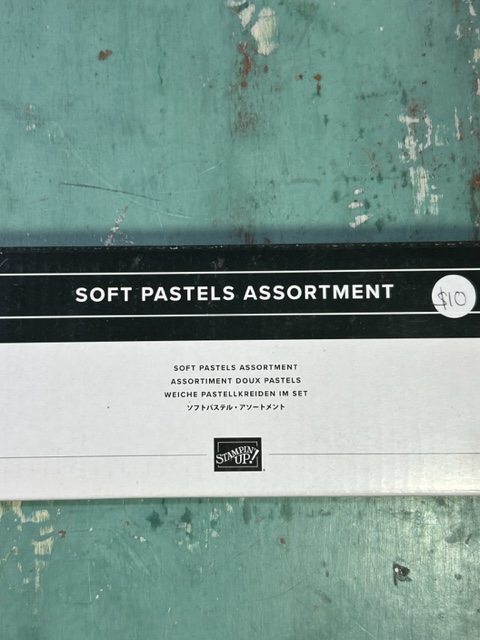 SOFT PASTELS ASSORTMENT
$10
SOFT PASTELS ASSORTMENT
ASSORTIMENT DOUX PASTELS
WEICHE PASTELLKREIDEN IM SET
ソフトパステル・アソートメント
STAMPIN' UP!